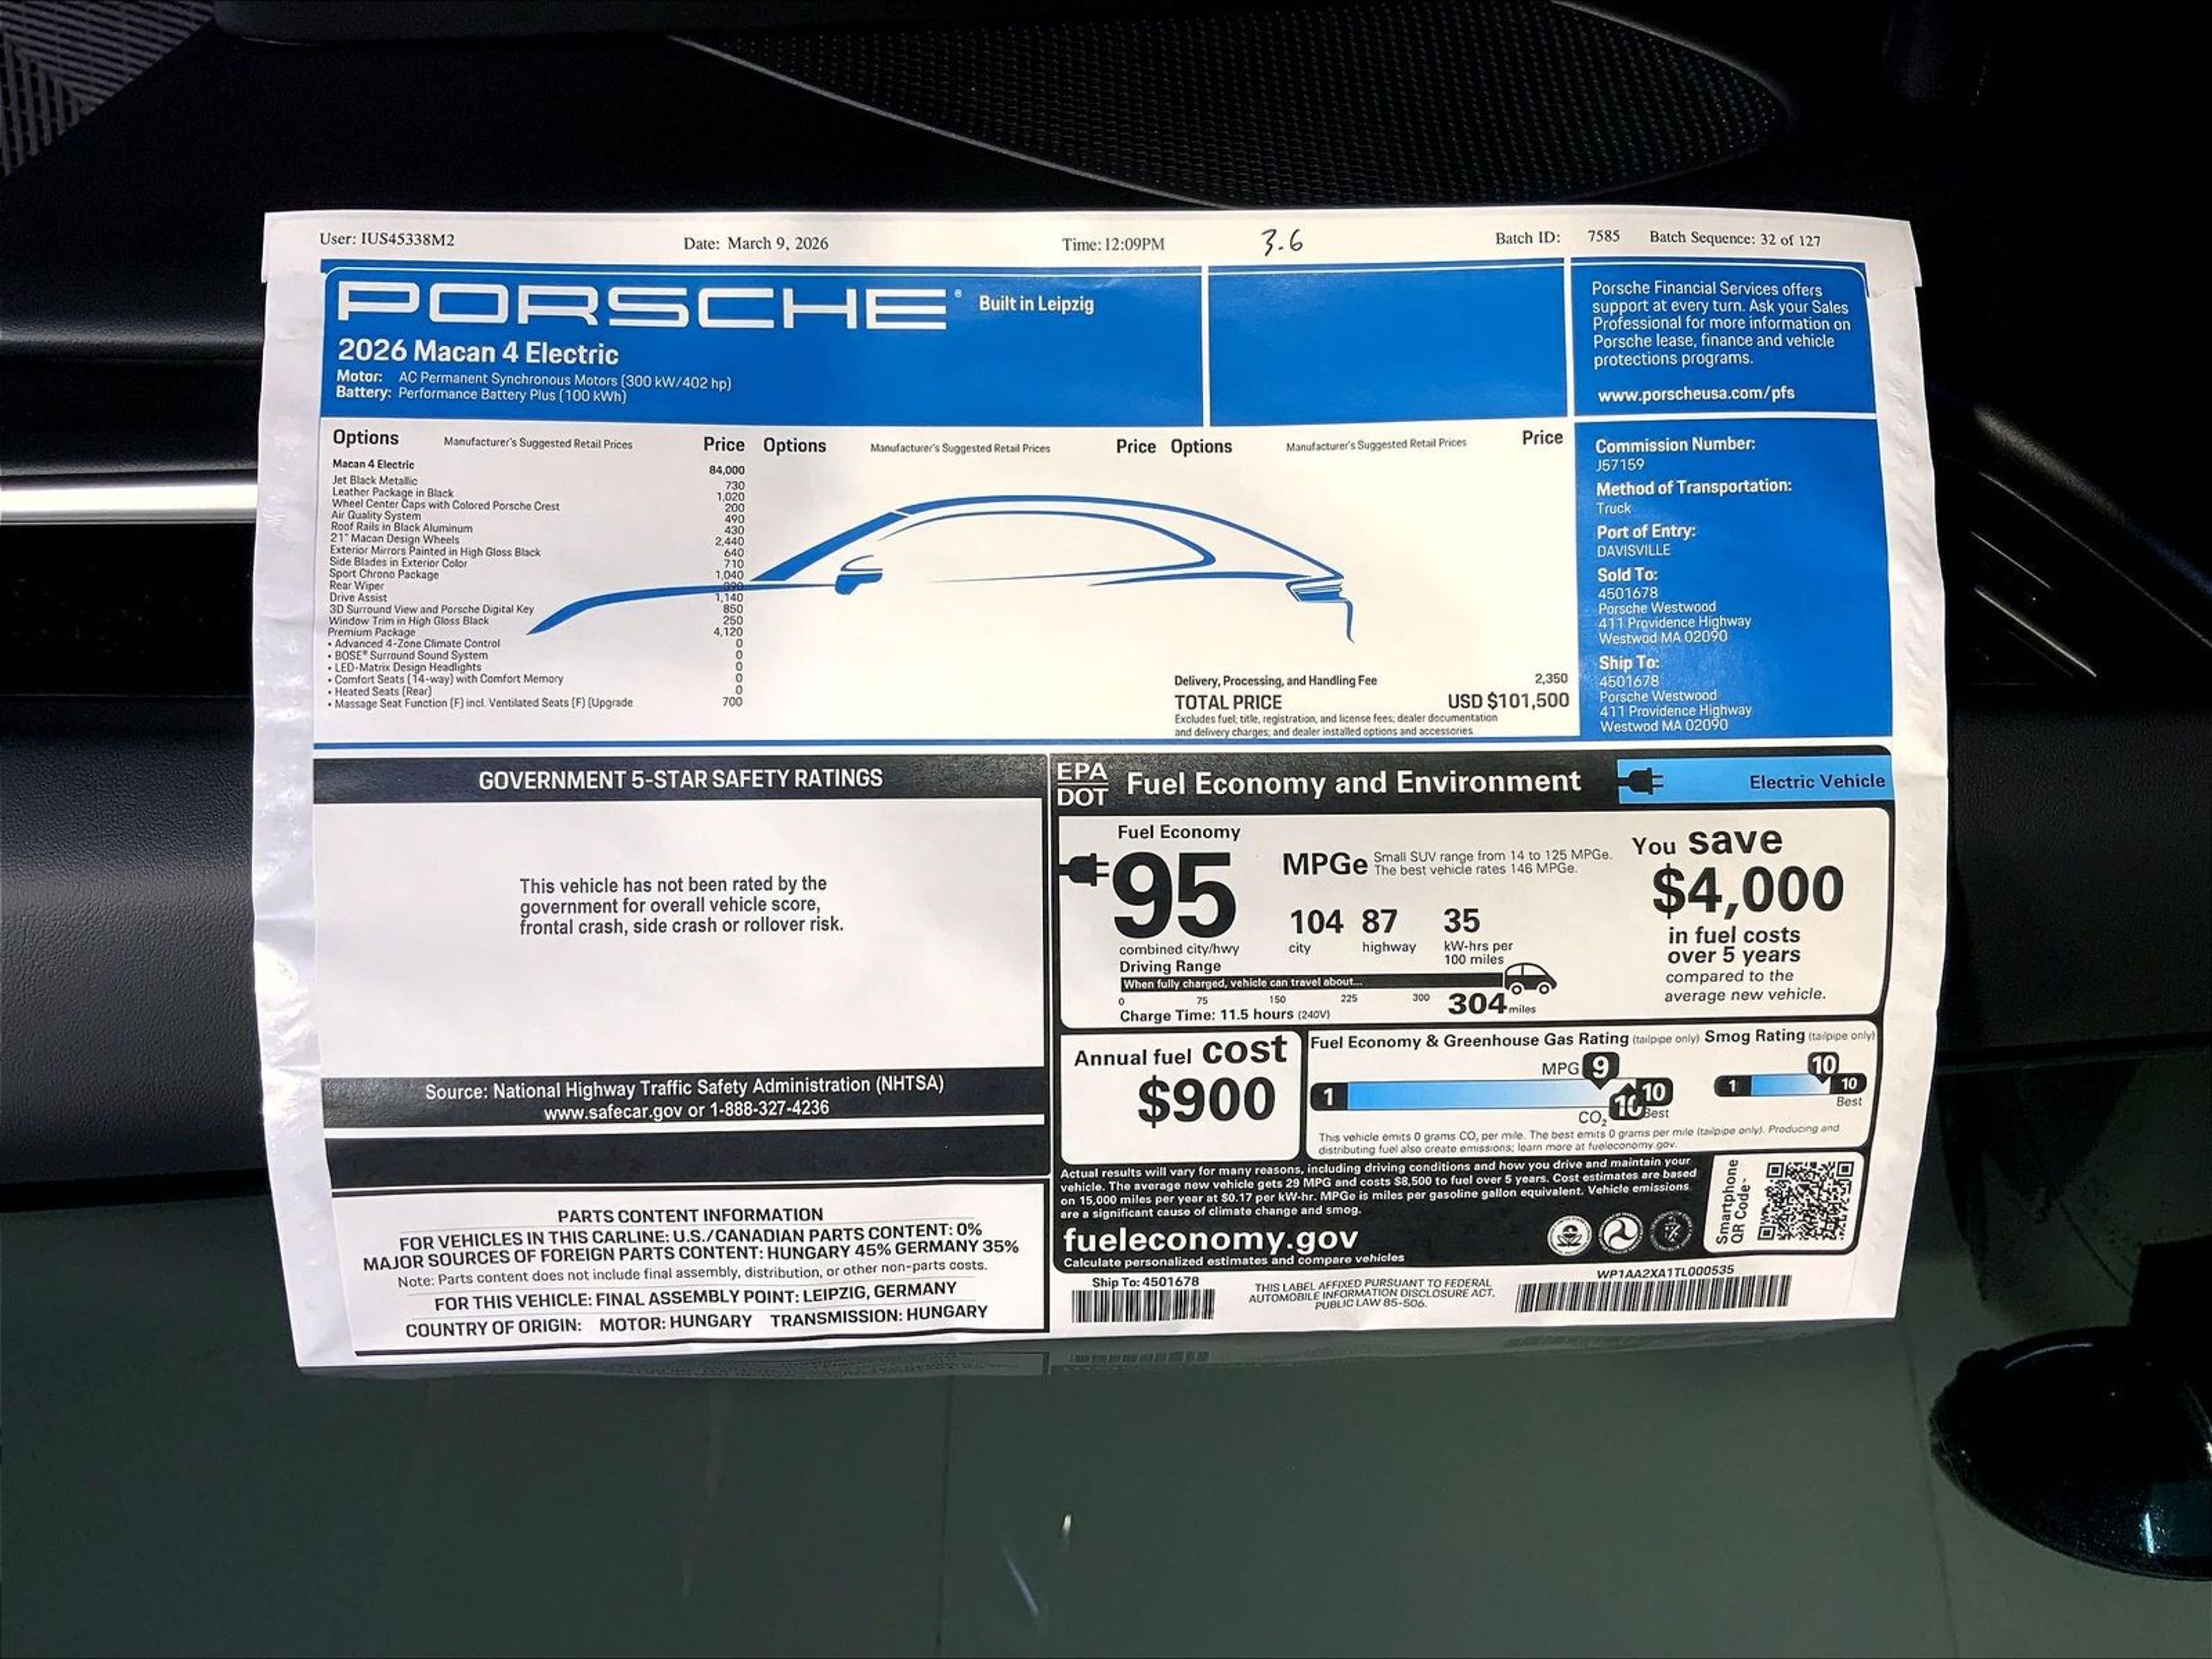 User: IUS45338M2 Date: March 9, 2026 Time: 12:09PM 3.6 Batch ID: 7585 Batch Sequence: 32 of 127
PORSCHE® Built in Leipzig
2026 Macan 4 Electric
Motor: AC Permanent Synchronous Motors (300 kW/402 hp)
Battery: Performance Battery Plus (100 kWh)
Porsche Financial Services offers
support at every turn. Ask your Sales
Professional for more information on
Porsche lease, finance and vehicle
protections programs.
www.porscheusa.com/pfs
Options Manufacturer's Suggested Retail Prices Price Options Manufacturer's Suggested Retail Prices Price Options Manufacturer's Suggested Retail Prices Price
Macan 4 Electric 84,000
Jet Black Metallic 730
Leather Package in Black 1,020
Wheel Center Caps with Colored Porsche Crest 200
Air Quality System 490
Roof Rails in Black Aluminum 430
21" Macan Design Wheels 2,440
Exterior Mirrors Painted in High Gloss Black 640
Side Blades in Exterior Color 710
Sport Chrono Package 1,040
Rear Wiper
Drive Assist 1,140
3D Surround View and Porsche Digital Key 850
Window Trim in High Gloss Black 250
Premium Package 4,120
• Advanced 4-Zone Climate Control 0
• BOSE® Surround Sound System 0
• LED-Matrix Design Headlights 0
• Comfort Seats (14-way) with Comfort Memory 0
• Heated Seats (Rear) 0
• Massage Seat Function (F) incl. Ventilated Seats (F) (Upgrade 700
Delivery, Processing, and Handling Fee 2,350
TOTAL PRICE USD $101,500
Excludes fuel, title, registration, and license fees; dealer documentation
and delivery charges; and dealer installed options and accessories
Commission Number:
J57159
Method of Transportation:
Truck
Port of Entry:
DAVISVILLE
Sold To:
4501678
Porsche Westwood
411 Providence Highway
Westwod MA 02090
Ship To:
4501678
Porsche Westwood
411 Providence Highway
Westwod MA 02090
GOVERNMENT 5-STAR SAFETY RATINGS
This vehicle has not been rated by the
government for overall vehicle score,
frontal crash, side crash or rollover risk.
Source: National Highway Traffic Safety Administration (NHTSA)
www.safecar.gov or 1-888-327-4236
PARTS CONTENT INFORMATION
FOR VEHICLES IN THIS CARLINE: U.S./CANADIAN PARTS CONTENT: 0%
MAJOR SOURCES OF FOREIGN PARTS CONTENT: HUNGARY 45% GERMANY 35%
Note: Parts content does not include final assembly, distribution, or other non-parts costs.
FOR THIS VEHICLE: FINAL ASSEMBLY POINT: LEIPZIG, GERMANY
COUNTRY OF ORIGIN: MOTOR: HUNGARY TRANSMISSION: HUNGARY
EPA
DOT
Fuel Economy and Environment
Electric Vehicle
Fuel Economy
95
MPGe
Small SUV range from 14 to 125 MPGe.
The best vehicle rates 146 MPGe.
104 87 35
combined city/hwy city highway kW-hrs per
100 miles
Driving Range
When fully charged, vehicle can travel about...
0 75 150 225 300 304 miles
Charge Time: 11.5 hours (240V)
You save
$4,000
in fuel costs
over 5 years
compared to the
average new vehicle.
Annual fuel cost
$900
Fuel Economy & Greenhouse Gas Rating (tailpipe only) Smog Rating (tailpipe only)
MPG 9
1 10
CO₂ 10 Best
10
1 10
Best
This vehicle emits 0 grams CO₂ per mile. The best emits 0 grams per mile (tailpipe only). Producing and
distributing fuel also create emissions; learn more at fueleconomy.gov.
Actual results will vary for many reasons, including driving conditions and how you drive and maintain your
vehicle. The average new vehicle gets 29 MPG and costs $8,500 to fuel over 5 years. Cost estimates are based
on 15,000 miles per year at $0.17 per kW-hr. MPGe is miles per gasoline gallon equivalent. Vehicle emissions
are a significant cause of climate change and smog.
fueleconomy.gov
Calculate personalized estimates and compare vehicles
Smartphone
QR Code™
Ship To: 4501678
THIS LABEL AFFIXED PURSUANT TO FEDERAL
AUTOMOBILE INFORMATION DISCLOSURE ACT,
PUBLIC LAW 85-506.
WP1AA2XA1TL000535